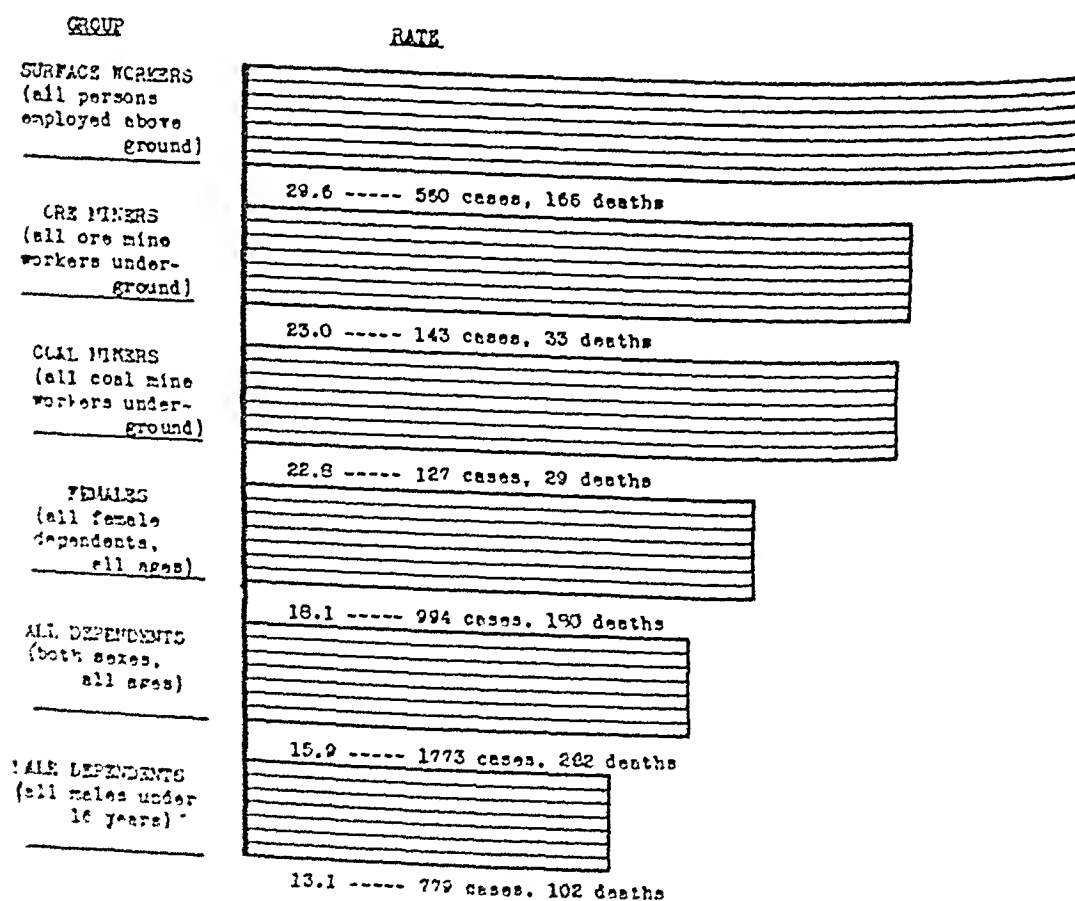 GROUP
RATE
SURFACE WORKERS
(all persons
employed above
ground)
29.6 ----- 560 cases, 166 deaths
ORE MINERS
(all ore mine
workers under-
ground)
23.0 ----- 143 cases, 33 deaths
COAL MINERS
(all coal mine
workers under-
ground)
22.8 ----- 127 cases, 29 deaths
FEMALES
(all female
dependents,
all ages)
18.1 ----- 994 cases, 180 deaths
ALL DEPENDENTS
(both sexes,
all ages)
15.9 ----- 1773 cases, 282 deaths
MALE DEPENDENTS
(all males under
16 years)
13.1 ----- 779 cases, 102 deaths